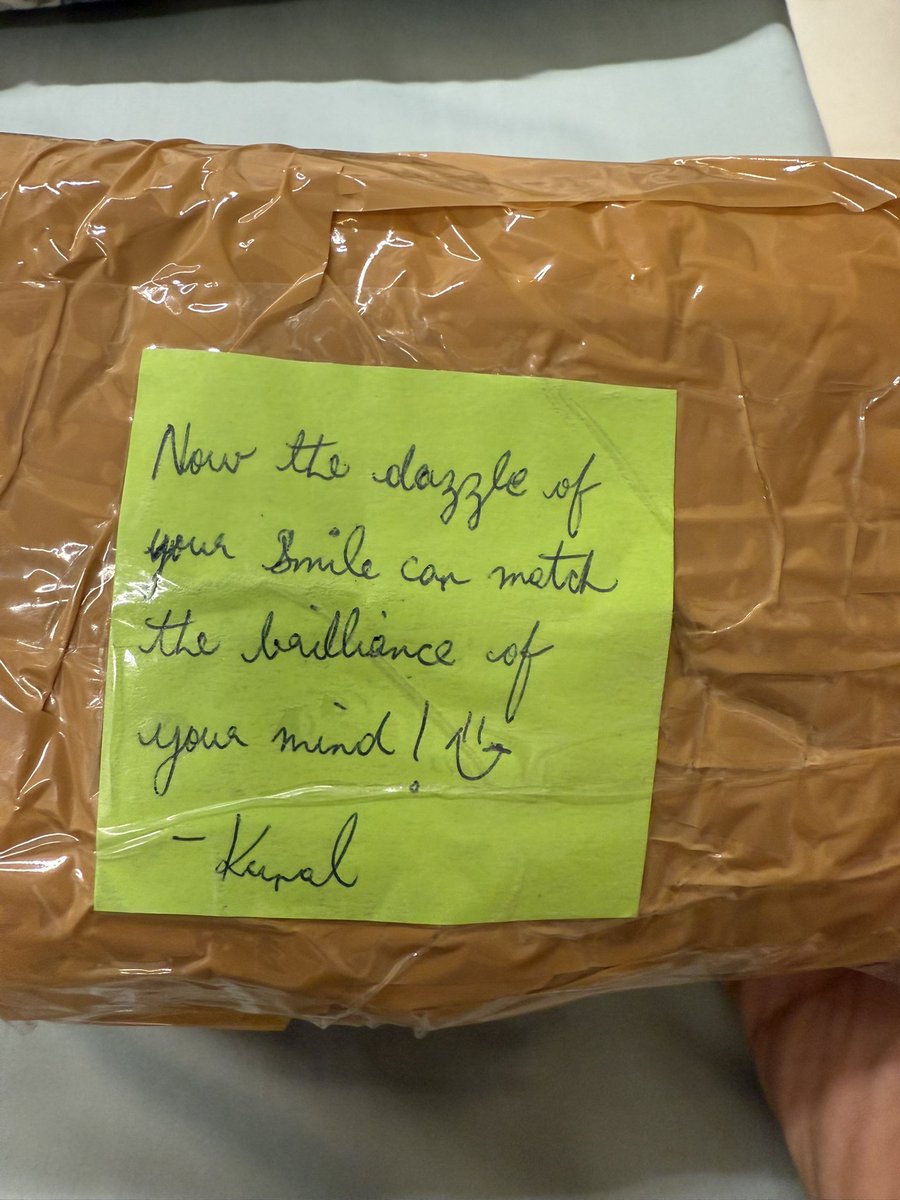 Now the dazzle of
your smile can match
the brilliance of
your mind!
- Kunal